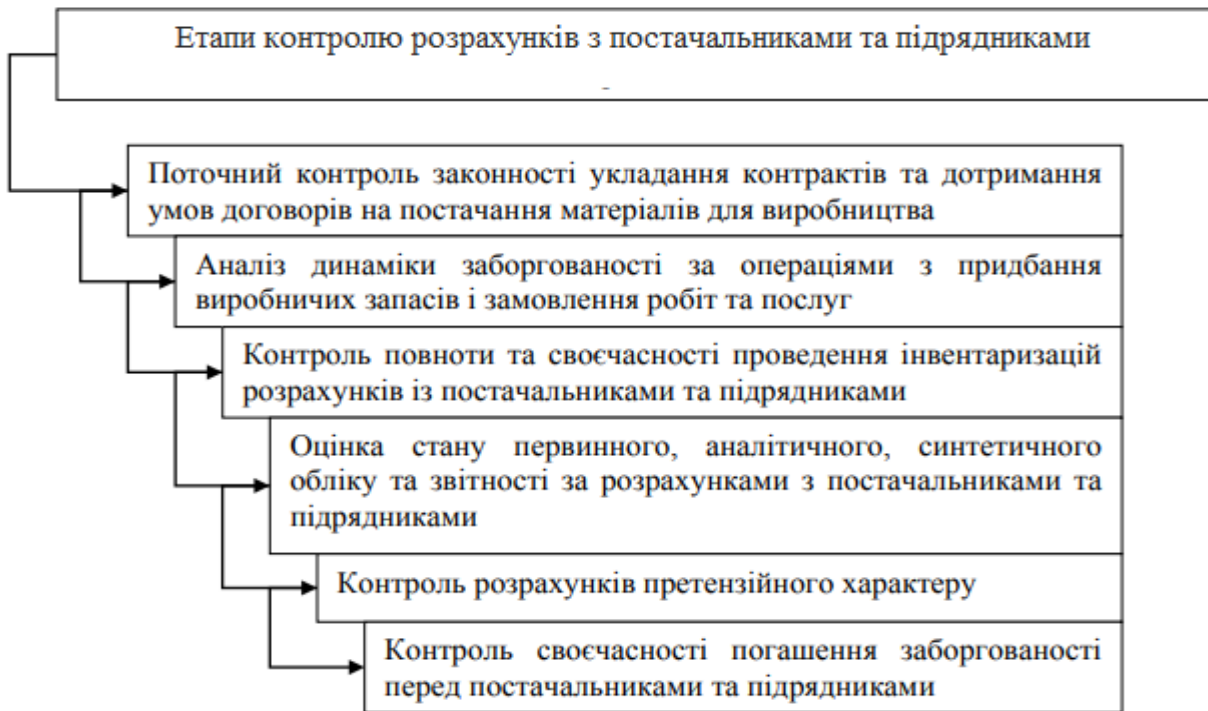 Етапи контролю розрахунків з постачальниками та підрядниками
-
Поточний контроль законності укладання контрактів та дотримання
умов договорів на постачання матеріалів для виробництва
Аналіз динаміки заборгованості за операціями з придбання
виробничих запасів і замовлення робіт та послуг
Контроль повноти та своєчасності проведення інвентаризацій
розрахунків із постачальниками та підрядниками
Оцінка стану первинного, аналітичного, синтетичного
обліку та звітності за розрахунками з постачальниками та
підрядниками
Контроль розрахунків претензійного характеру
Контроль своєчасності погашення заборгованості
перед постачальниками та підрядниками